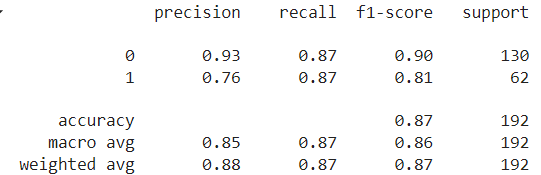 precision recall f1-score support
0 0.93 0.87 0.90 130
1 0.76 0.87 0.81 62
accuracy 0.87 192
macro avg 0.85 0.87 0.86 192
weighted avg 0.88 0.87 0.87 192